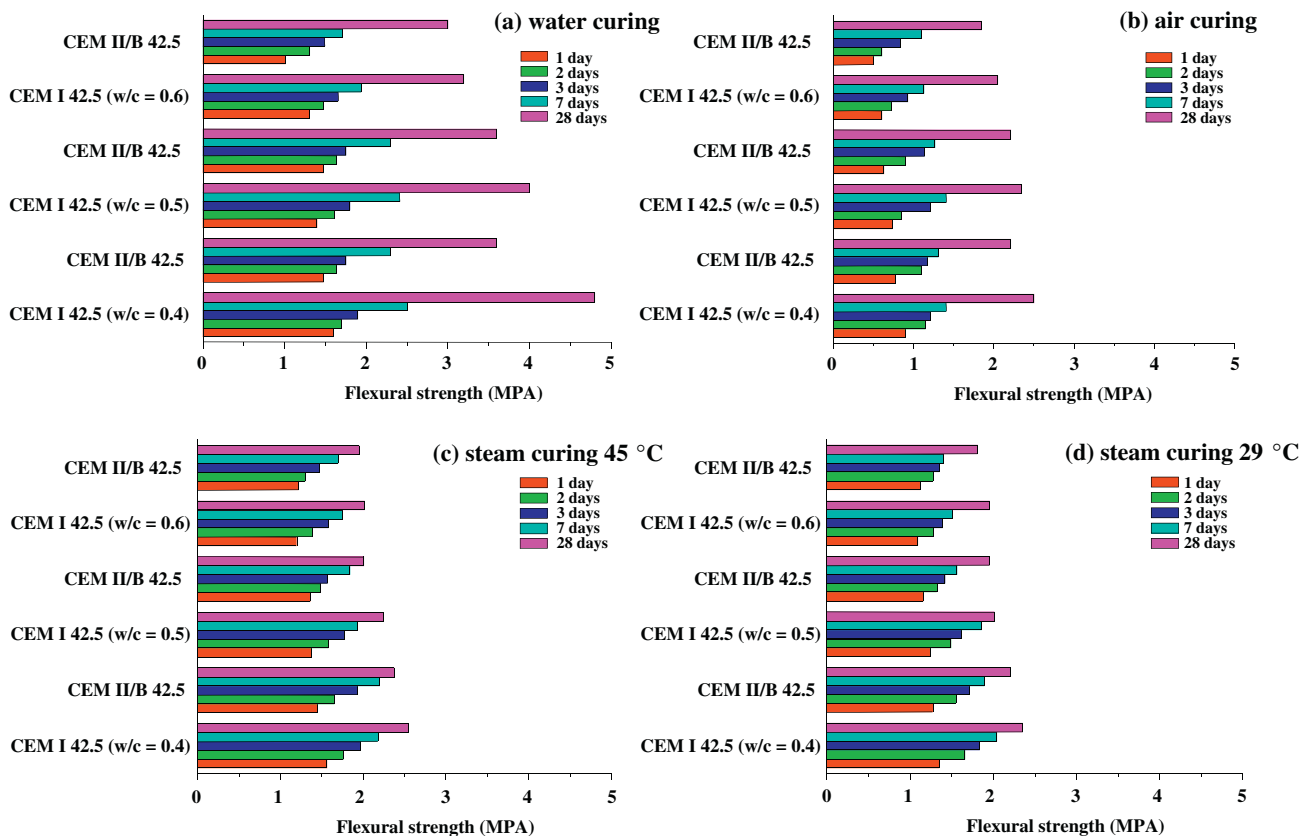 (a) water curing
CEM II/B 42.5
CEM I 42.5 (w/c = 0.6)
CEM II/B 42.5
CEM I 42.5 (w/c = 0.5)
CEM II/B 42.5
CEM I 42.5 (w/c = 0.4)
1 day
2 days
3 days
7 days
28 days
0 1 2 3 4 5
Flexural strength (MPA)
(b) air curing
CEM II/B 42.5
CEM I 42.5 (w/c = 0.6)
CEM II/B 42.5
CEM I 42.5 (w/c = 0.5)
CEM II/B 42.5
CEM I 42.5 (w/c = 0.4)
1 day
2 days
3 days
7 days
28 days
0 1 2 3 4 5
Flexural strength (MPA)
(c) steam curing 45 °C
CEM II/B 42.5
CEM I 42.5 (w/c = 0.6)
CEM II/B 42.5
CEM I 42.5 (w/c = 0.5)
CEM II/B 42.5
CEM I 42.5 (w/c = 0.4)
1 day
2 days
3 days
7 days
28 days
0 1 2 3 4 5
Flexural strength (MPA)
(d) steam curing 29 °C
CEM II/B 42.5
CEM I 42.5 (w/c = 0.6)
CEM II/B 42.5
CEM I 42.5 (w/c = 0.5)
CEM II/B 42.5
CEM I 42.5 (w/c = 0.4)
1 day
2 days
3 days
7 days
28 days
0 1 2 3 4 5
Flexural strength (MPA)